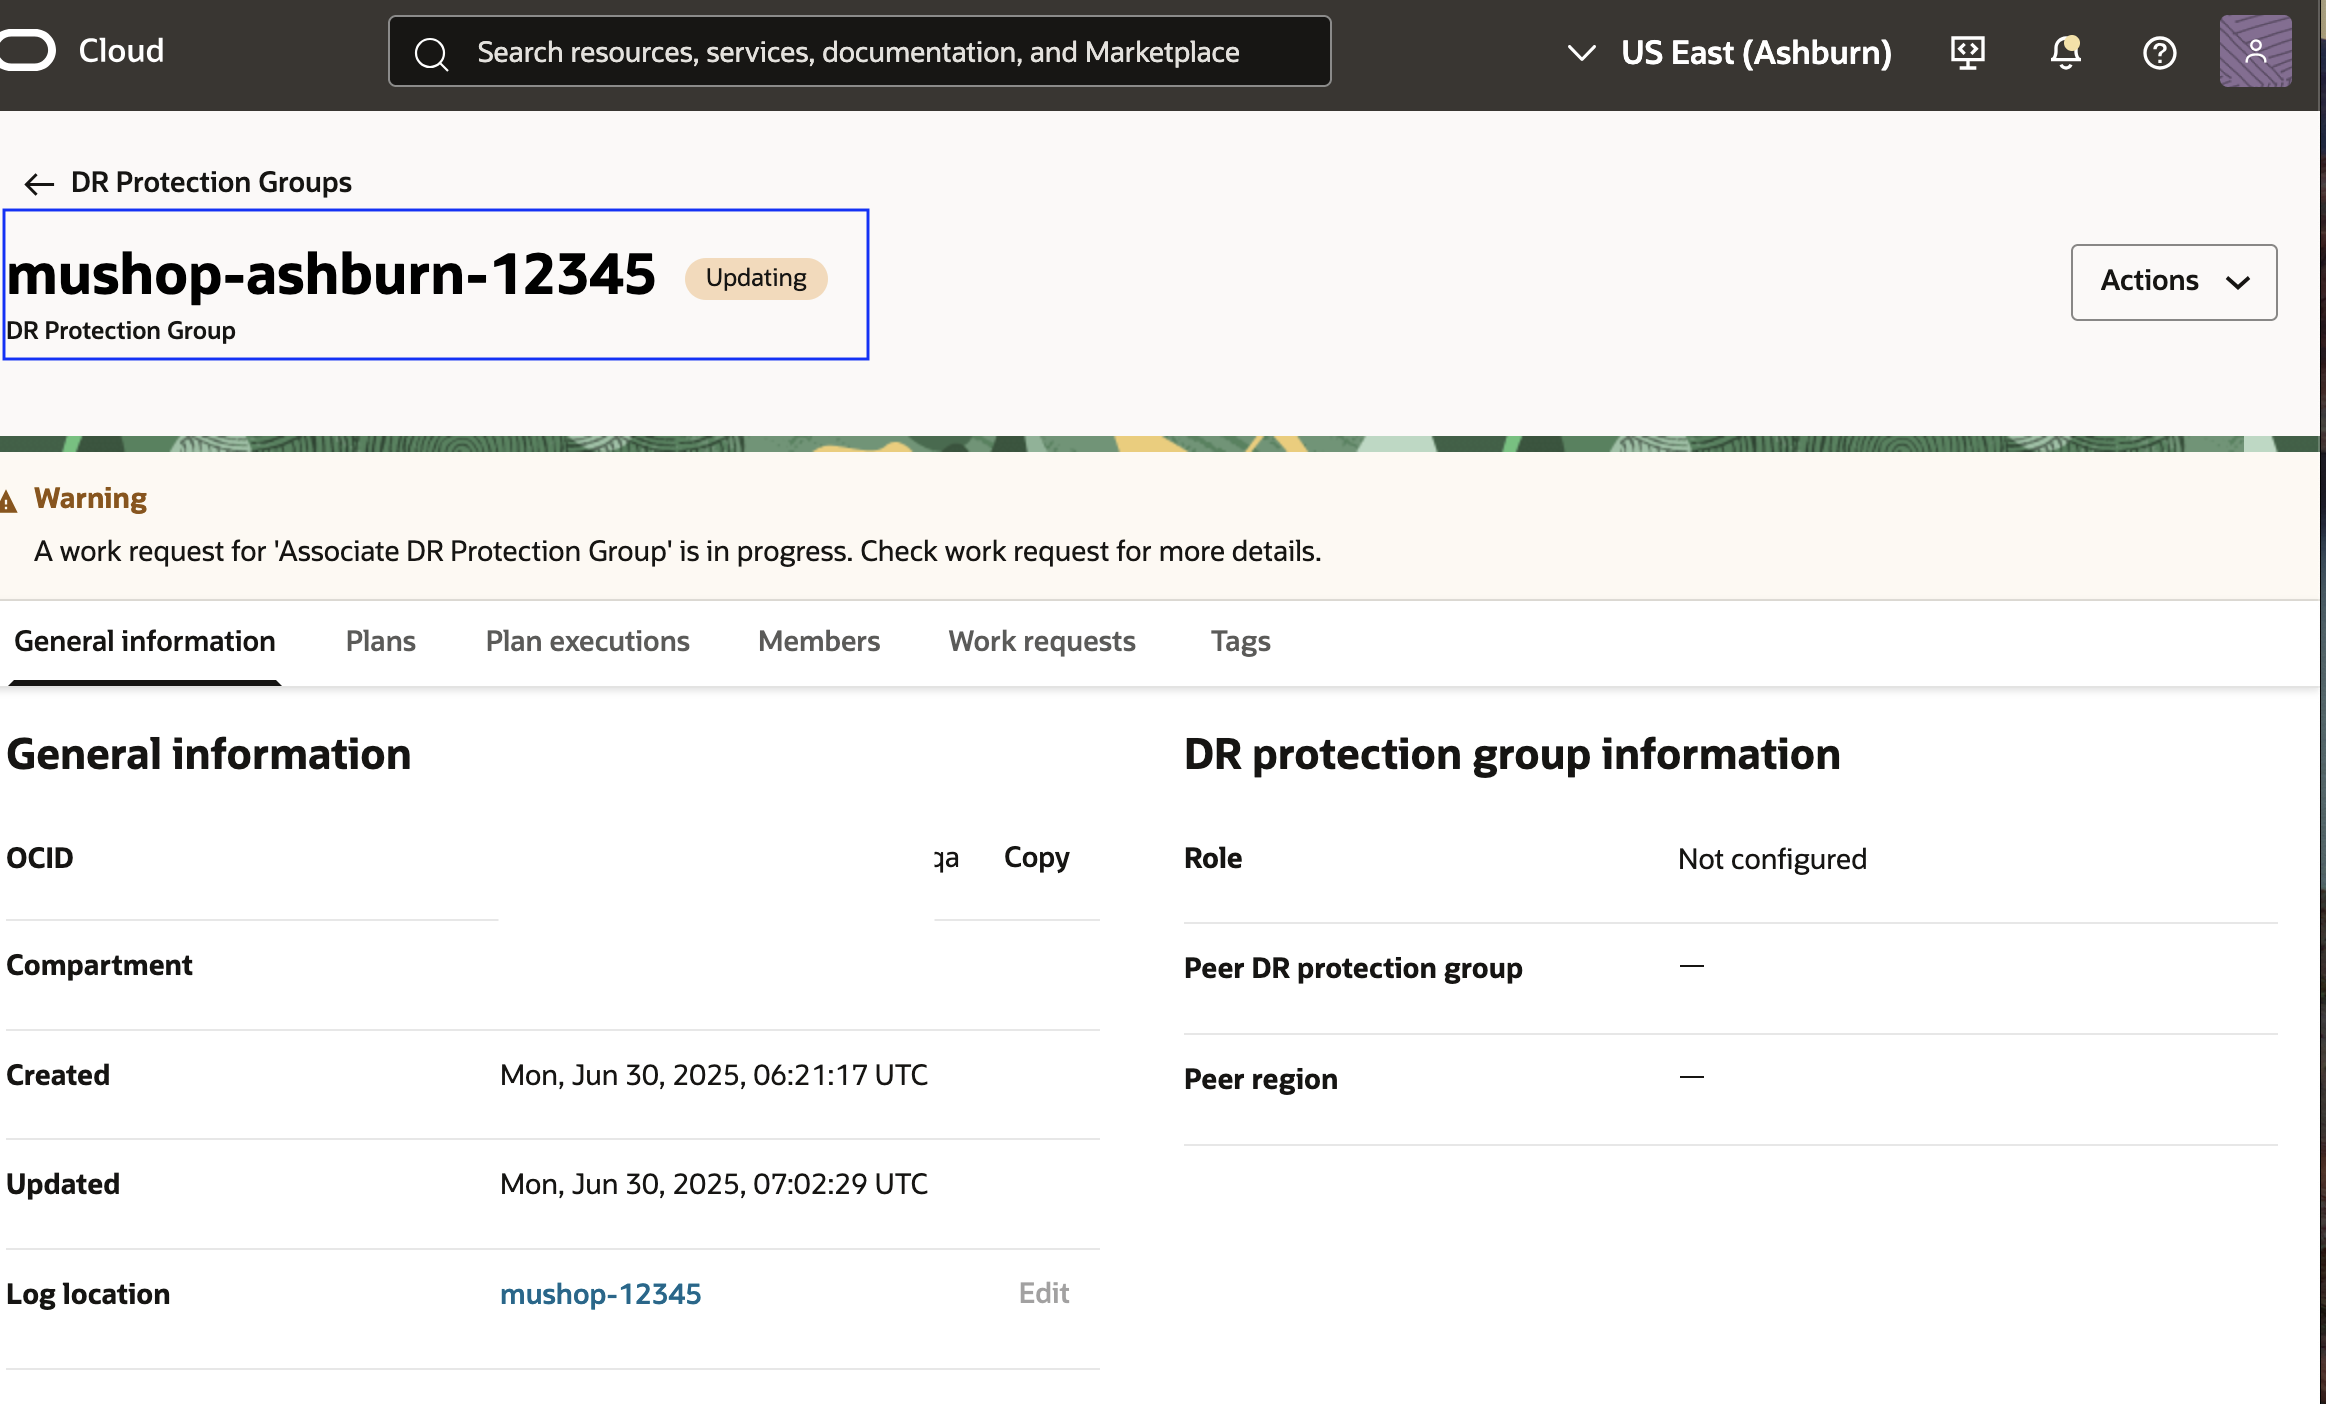 Cloud
Search resources, services, documentation, and Marketplace
US East (Ashburn)
DR Protection Groups
mushop-ashburn-12345 Updating
DR Protection Group
Actions
Warning
A work request for 'Associate DR Protection Group' is in progress. Check work request for more details.
General information Plans Plan executions Members Work requests Tags
General information
OCID qa Copy
Compartment
Created Mon, Jun 30, 2025, 06:21:17 UTC
Updated Mon, Jun 30, 2025, 07:02:29 UTC
Log location mushop-12345 Edit
DR protection group information
Role Not configured
Peer DR protection group —
Peer region —